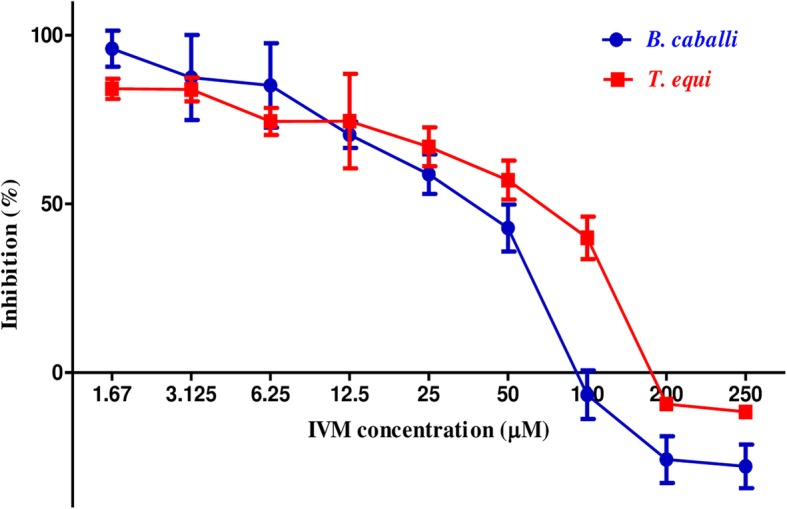 100
B. caballi
T. equi
50
Inhibition (%)
0
1.67 3.125 6.25 12.5 25 50 100 200 250
IVM concentration (μM)